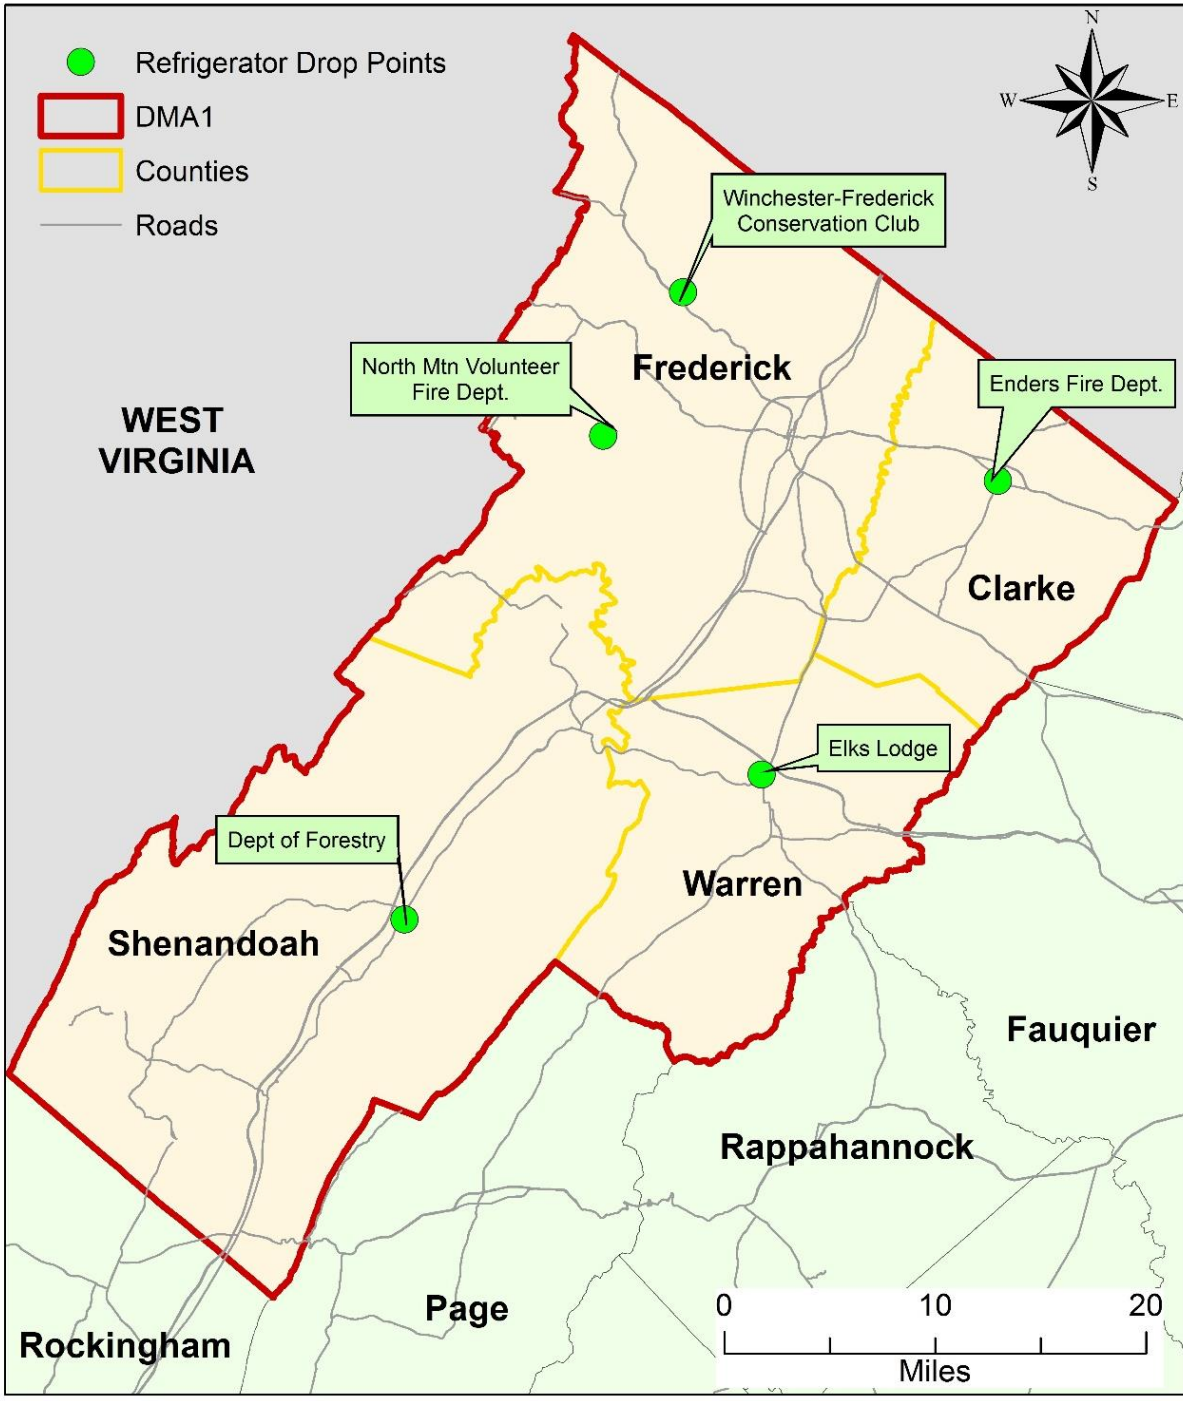 Refrigerator Drop Points
DMA1
Counties
Roads
N
W
E
S
Winchester-Frederick
Conservation Club
North Mtn Volunteer
Fire Dept.
Frederick
Enders Fire Dept.
WEST
VIRGINIA
Clarke
Elks Lodge
Dept of Forestry
Warren
Shenandoah
Fauquier
Rappahannock
Page
Rockingham
0
10
20
Miles